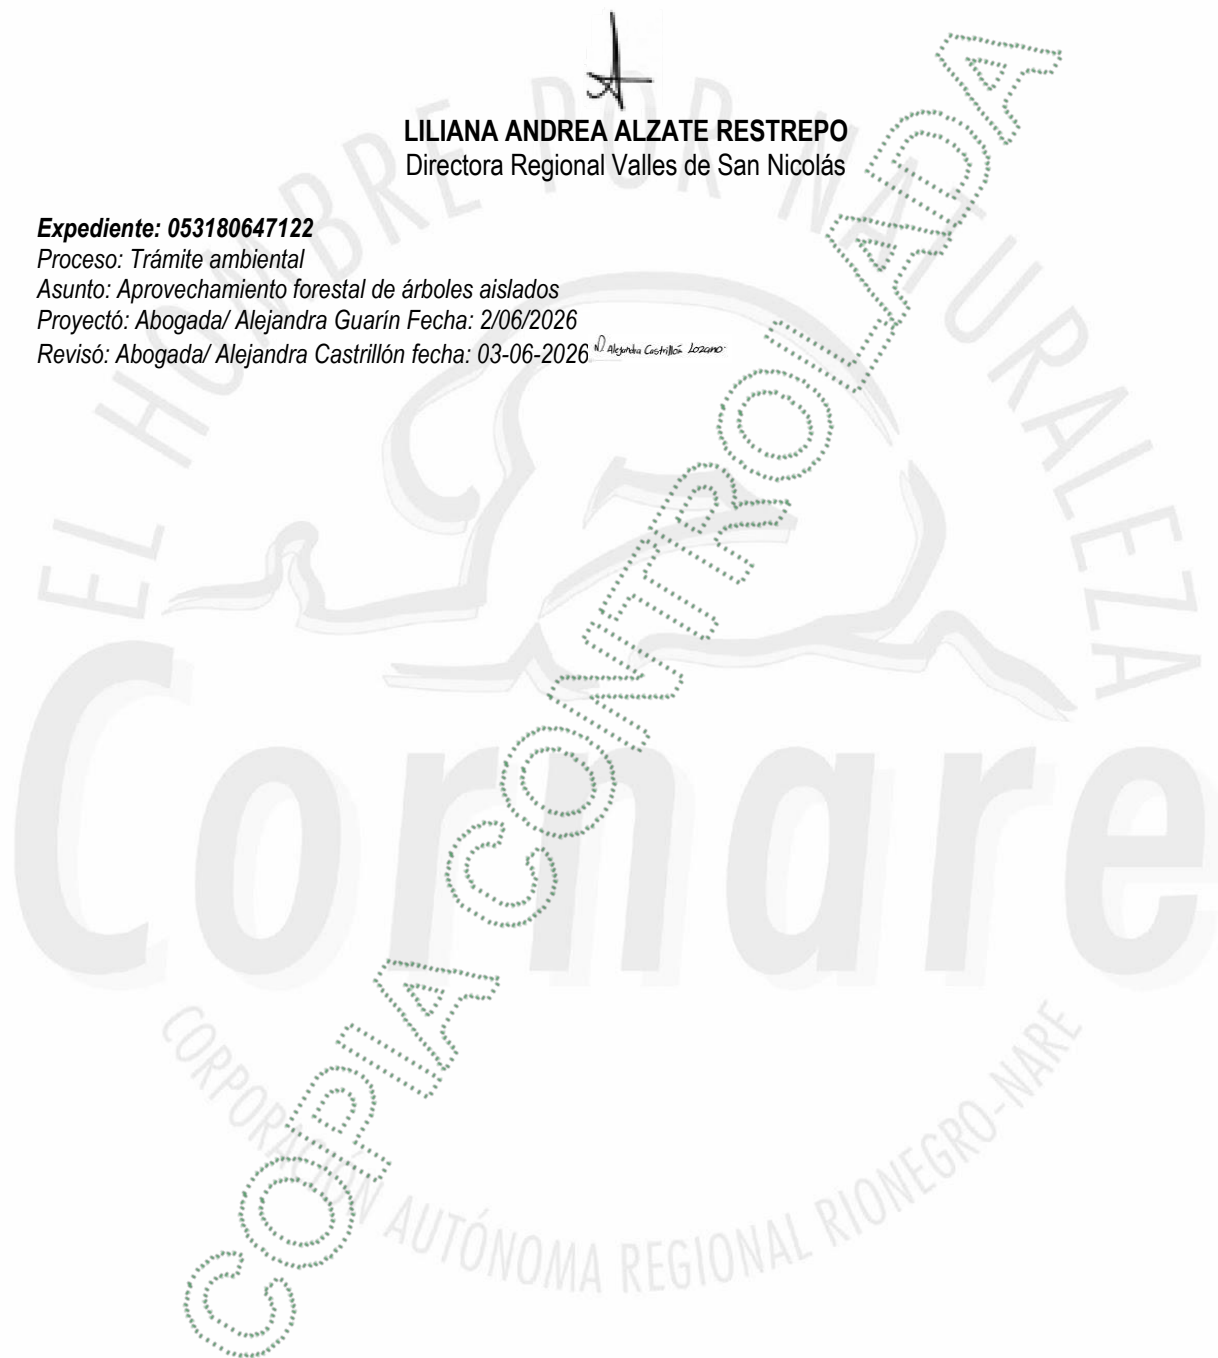 LILIANA ANDREA ALZATE RESTREPO
Directora Regional Valles de San Nicolás
Expediente: 053180647122
Proceso: Trámite ambiental
Asunto: Aprovechamiento forestal de árboles aislados
Proyectó: Abogada/ Alejandra Guarín Fecha: 2/06/2026
Revisó: Abogada/ Alejandra Castrillón fecha: 03-06-2026
Alejandra Castrillón Lozano
EL HOMBRE POR NATURALEZA
Cornare
CORPORACIÓN AUTÓNOMA REGIONAL RIONEGRO-NARE
COPIA CONTROLADA